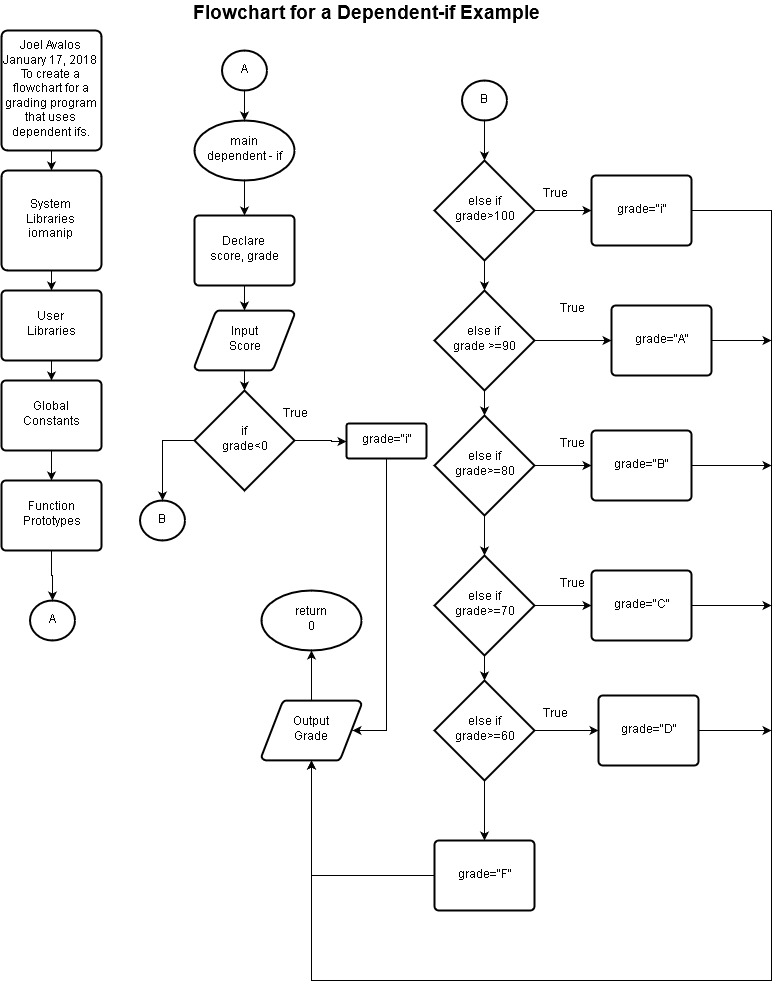 Flowchart for a Dependent-if Example
Joel Avalos
January 17, 2018
To create a
flowchart for a
grading program
that uses
dependent ifs.
System
Libraries
iomanip
User
Libraries
Global
Constants
Function
Prototypes
A
A
main
dependent - if
Declare
score, grade
Input
Score
if
grade<0
True
grade="i"
B
return
0
Output
Grade
B
else if
grade>100
True
grade="i"
else if
grade >=90
True
grade="A"
else if
grade>=80
True
grade="B"
else if
grade>=70
True
grade="C"
else if
grade>=60
True
grade="D"
grade="F"